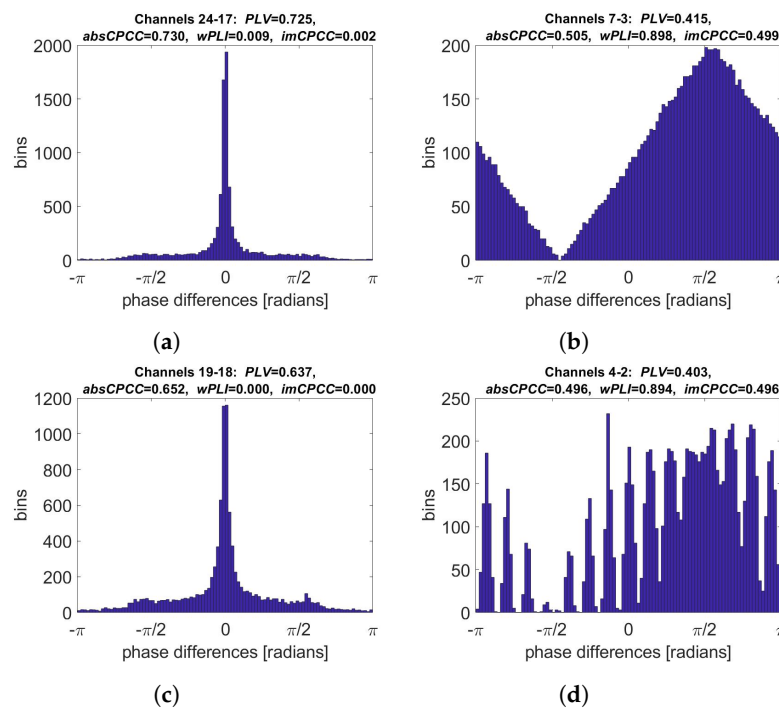 Channels 24-17: PLV=0.725,
absCPCC=0.730, wPLI=0.009, imCPCC=0.002
2000
1500
1000
500
0
bins
-π -π/2 0 π/2 π
phase differences [radians]
(a)
Channels 7-3: PLV=0.415,
absCPCC=0.505, wPLI=0.898, imCPCC=0.499
200
150
100
50
0
bins
-π -π/2 0 π/2 π
phase differences [radians]
(b)
Channels 19-18: PLV=0.637,
absCPCC=0.652, wPLI=0.000, imCPCC=0.000
1200
1000
800
600
400
200
0
bins
-π -π/2 0 π/2 π
phase differences [radians]
(c)
Channels 4-2: PLV=0.403,
absCPCC=0.496, wPLI=0.894, imCPCC=0.496
250
200
150
100
50
0
bins
-π -π/2 0 π/2 π
phase differences [radians]
(d)